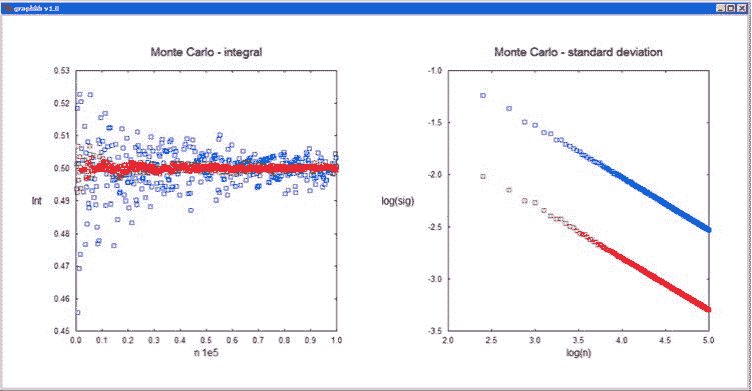 graphlib v1.0
Monte Carlo - integral
0.53
0.51
0.50
Int
0.49
0.48
0.46
0.45
0.0 0.1 0.2 0.3 0.4 0.5 0.6 0.7 0.8 0.9 1.0
n 1e5
Monte Carlo - standard deviation
-1.0
-1.5
-2.0
log(sig)
-2.5
-3.0
-3.5
2.0 2.5 3.0 3.5 4.0 4.5 5.0
log(n)